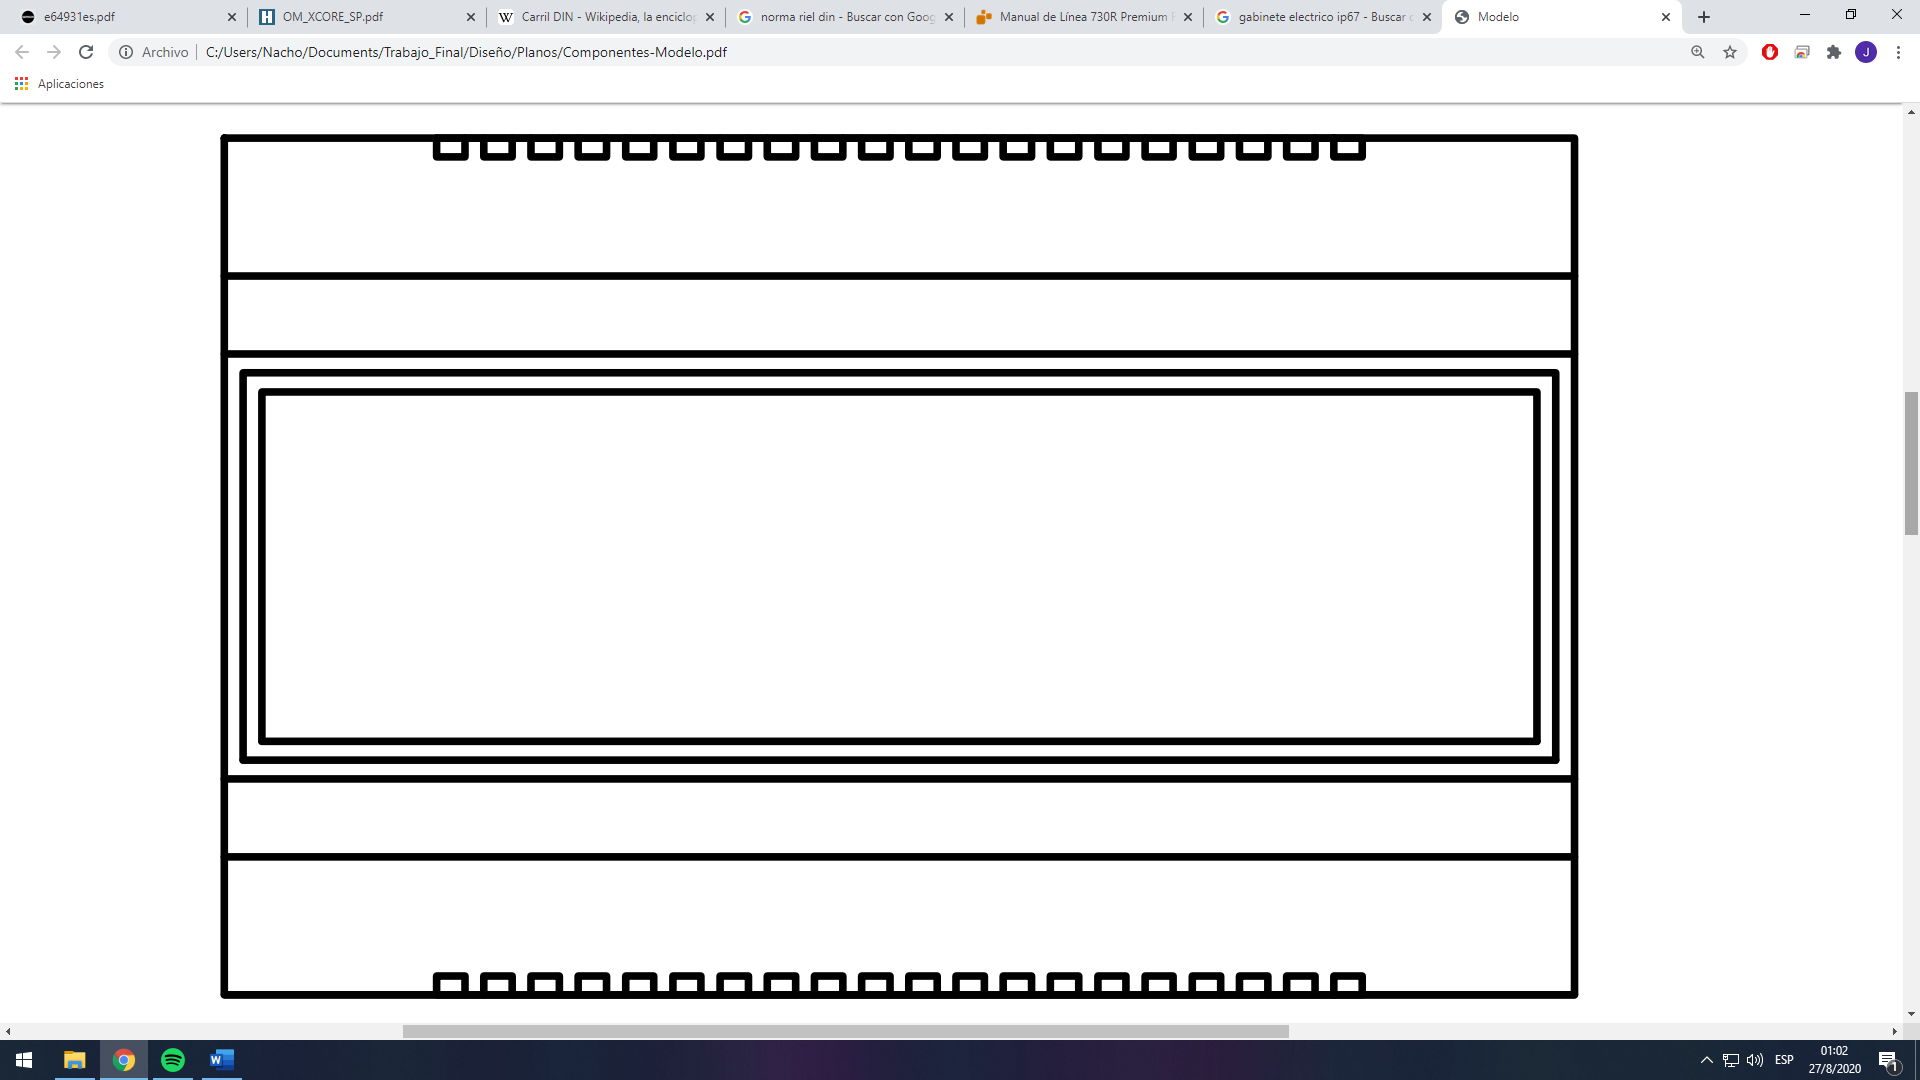 e64931es.pdf
OM_XCORE_SP.pdf
Carril DIN - Wikipedia, la enciclop
norma riel din - Buscar con Goog
Manual de Línea 730R Premium
gabinete electrico ip67 - Buscar c
Modelo
Archivo
C:/Users/Nacho/Documents/Trabajo_Final/Diseño/Planos/Componentes-Modelo.pdf
J
Aplicaciones
W
ESP
01:02
27/8/2020
1